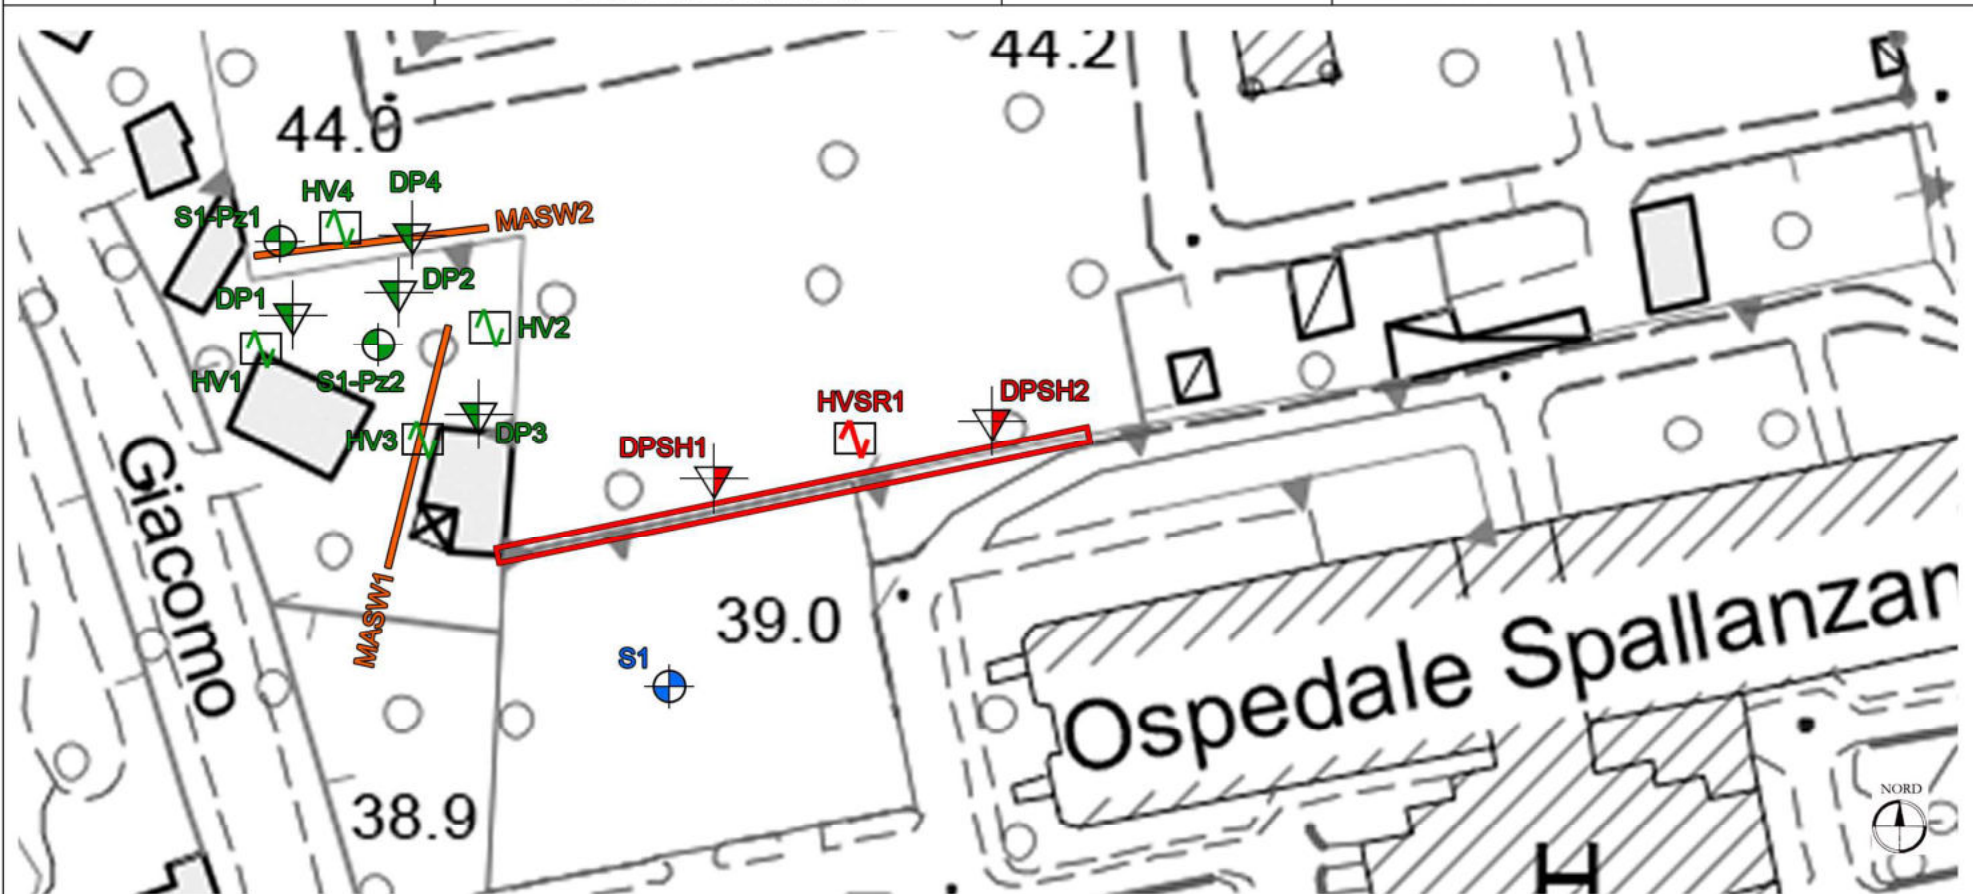 44.2
44.0
HV4
DP4
S1-Pz1
MASW2
DP2
DP1
HV2
HV1
S1-Pz2
HV3
DP3
HVSR1
DPSH2
DPSH1
Giacomo
MASW1
39.0
S1
Ospedale Spallanzan
38.9
NORD
H